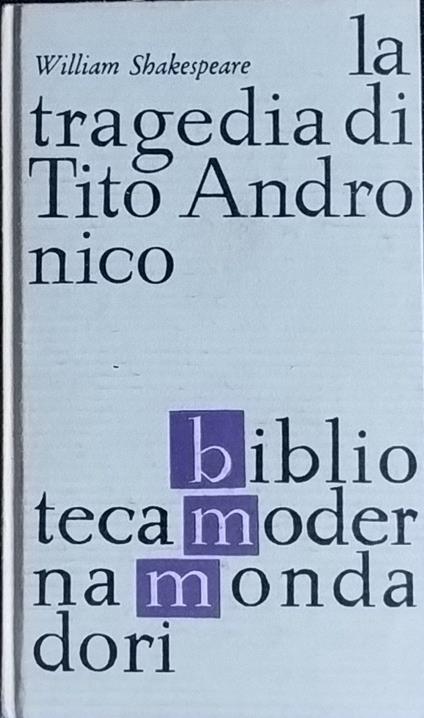 William Shakespeare la
tragedia di
Tito Andro
nico
biblio
teca moder
na monda
dori